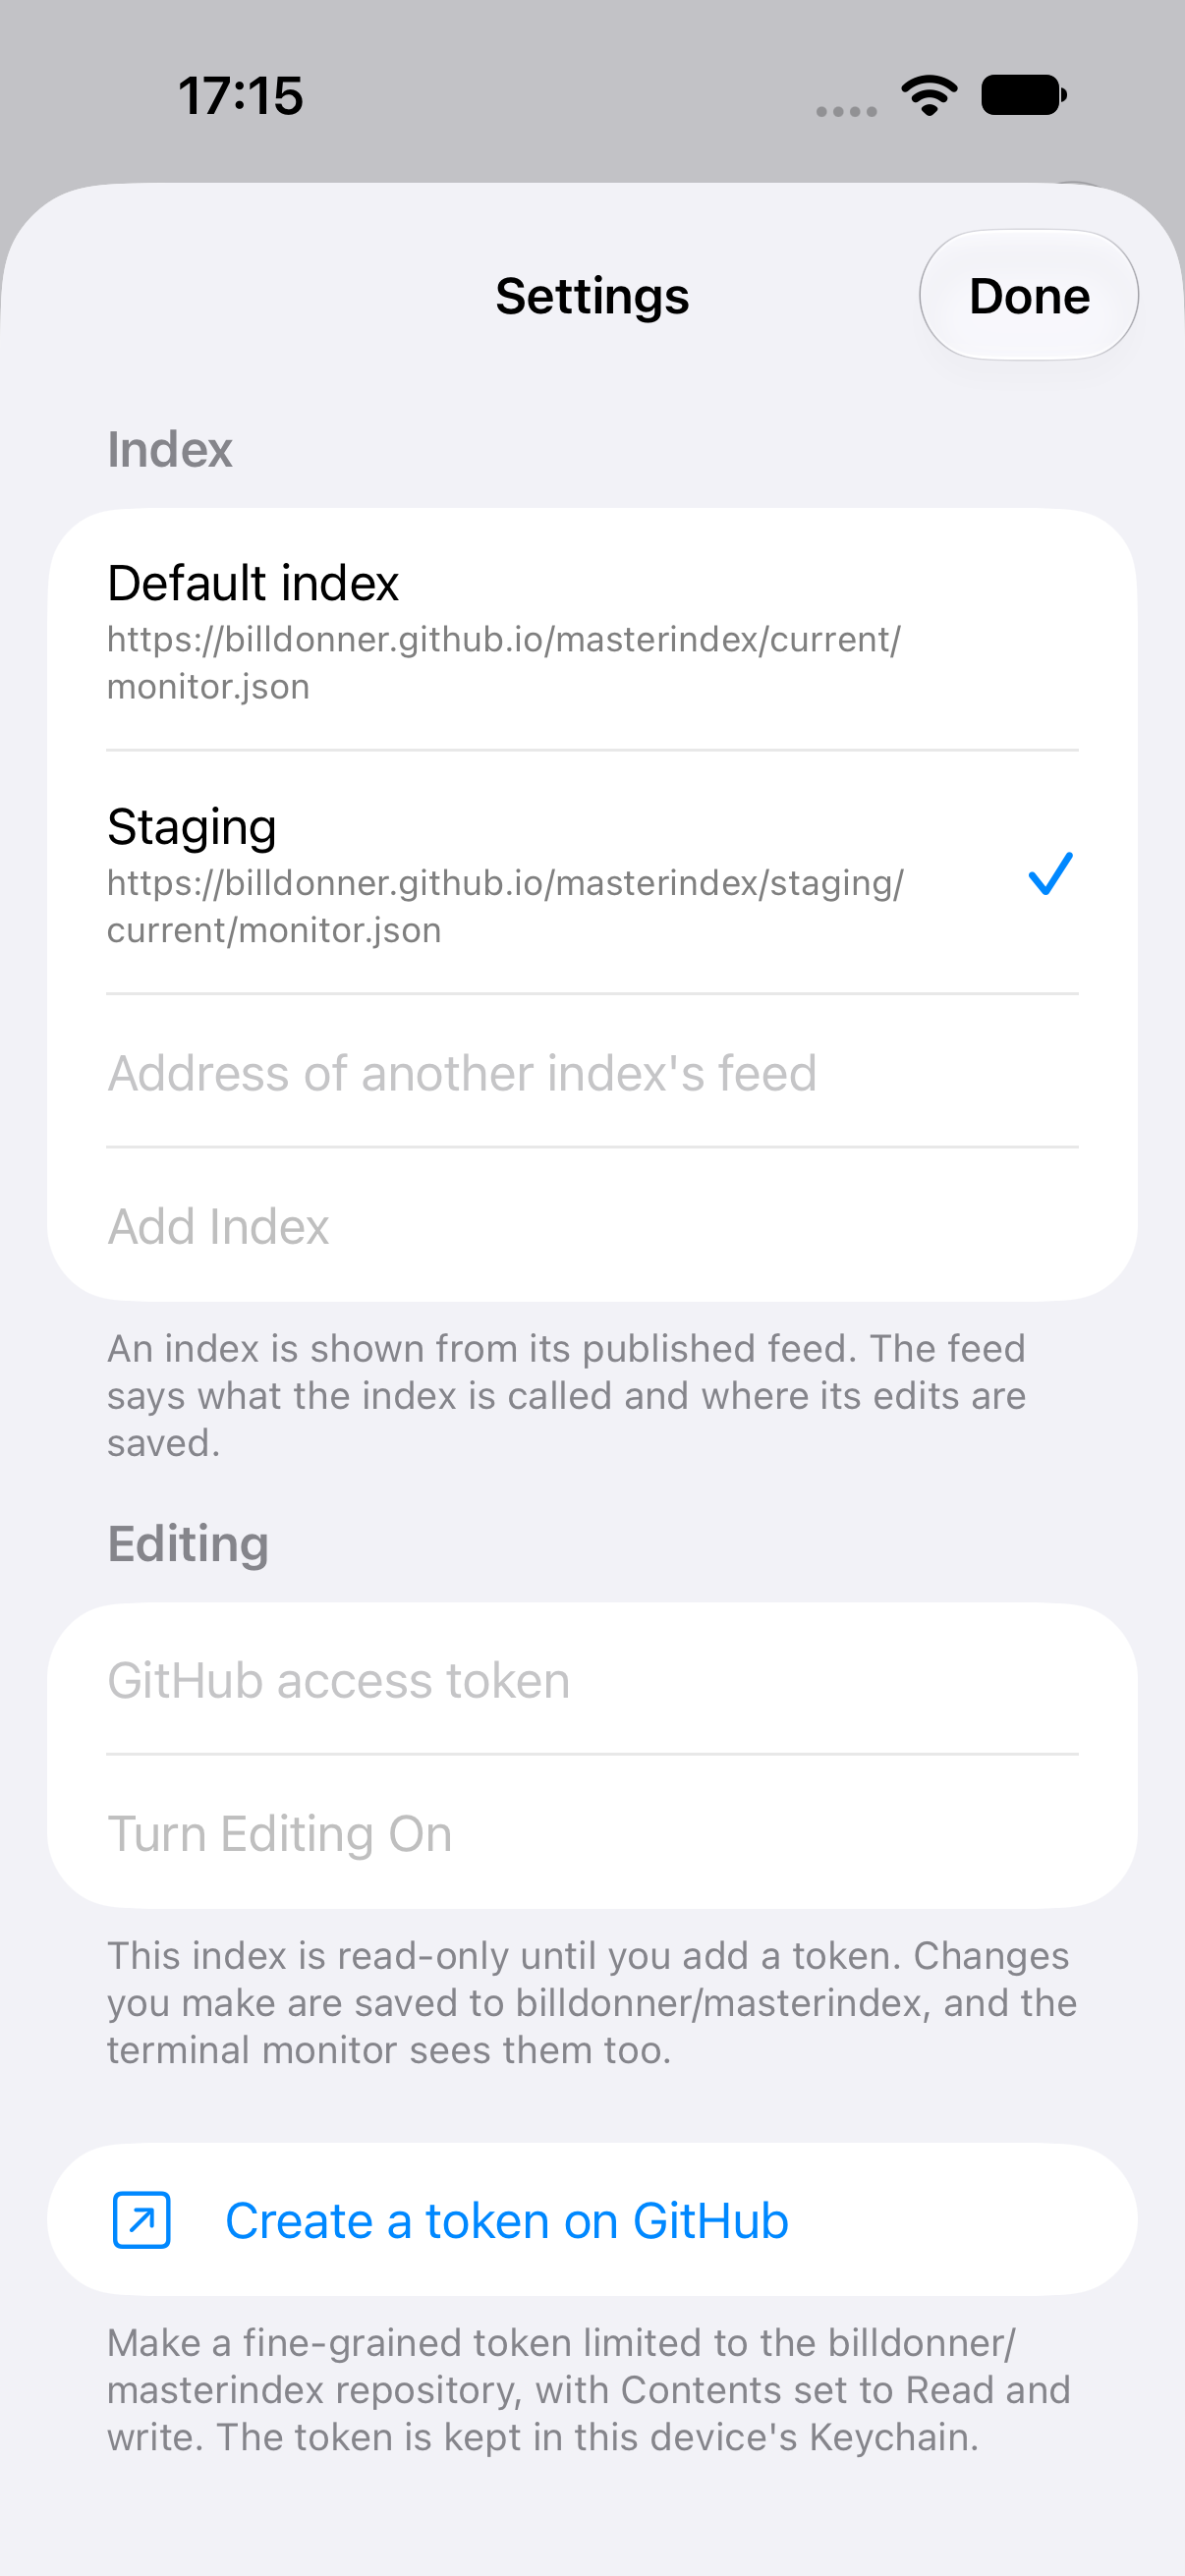 17:15
Settings
Done
Index
Default index
https://billdonner.github.io/masterindex/current/
monitor.json
Staging
https://billdonner.github.io/masterindex/staging/
current/monitor.json
Address of another index's feed
Add Index
An index is shown from its published feed. The feed
says what the index is called and where its edits are
saved.
Editing
GitHub access token
Turn Editing On
This index is read-only until you add a token. Changes
you make are saved to billdonner/masterindex, and the
terminal monitor sees them too.
Create a token on GitHub
Make a fine-grained token limited to the billdonner/
masterindex repository, with Contents set to Read and
write. The token is kept in this device's Keychain.